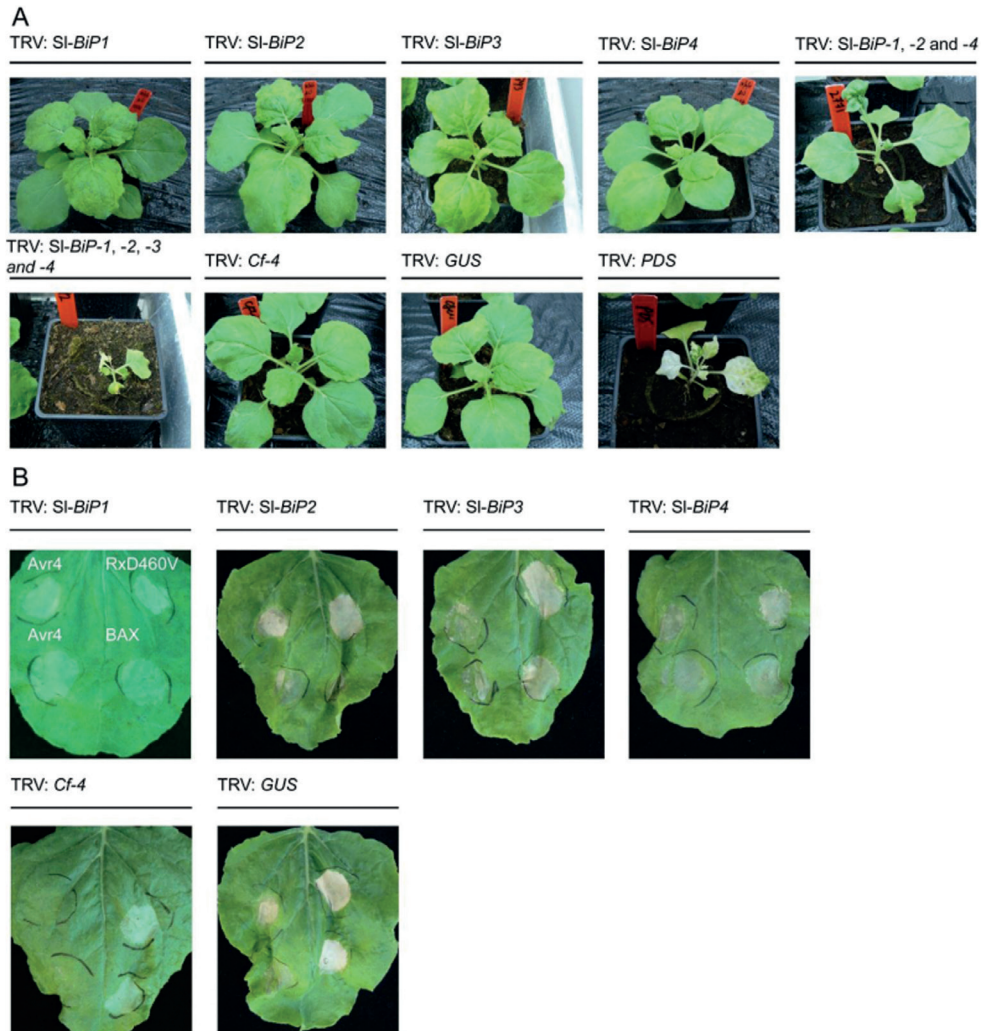 A
TRV: Sl-BiP1
TRV: Sl-BiP2
TRV: Sl-BiP3
TRV: Sl-BiP4
TRV: Sl-BiP-1, -2 and -4
TRV: Sl-BiP-1, -2, -3
and -4
TRV: Cf-4
TRV: GUS
TRV: PDS
B
TRV: Sl-BiP1
TRV: Sl-BiP2
TRV: Sl-BiP3
TRV: Sl-BiP4
Avr4 RxD460V
Avr4 BAX
TRV: Cf-4
TRV: GUS